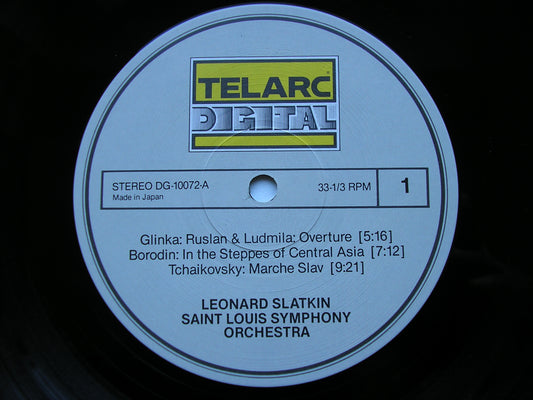 TELARC®
DIGITAL
STEREO DG-10072-A 33-1/3 RPM 1
Made in Japan
Glinka: Ruslan & Ludmila: Overture [5:16]
Borodin: In the Steppes of Central Asia [7:12]
Tchaikovsky: Marche Slav [9:21]
LEONARD SLATKIN
SAINT LOUIS SYMPHONY
ORCHESTRA